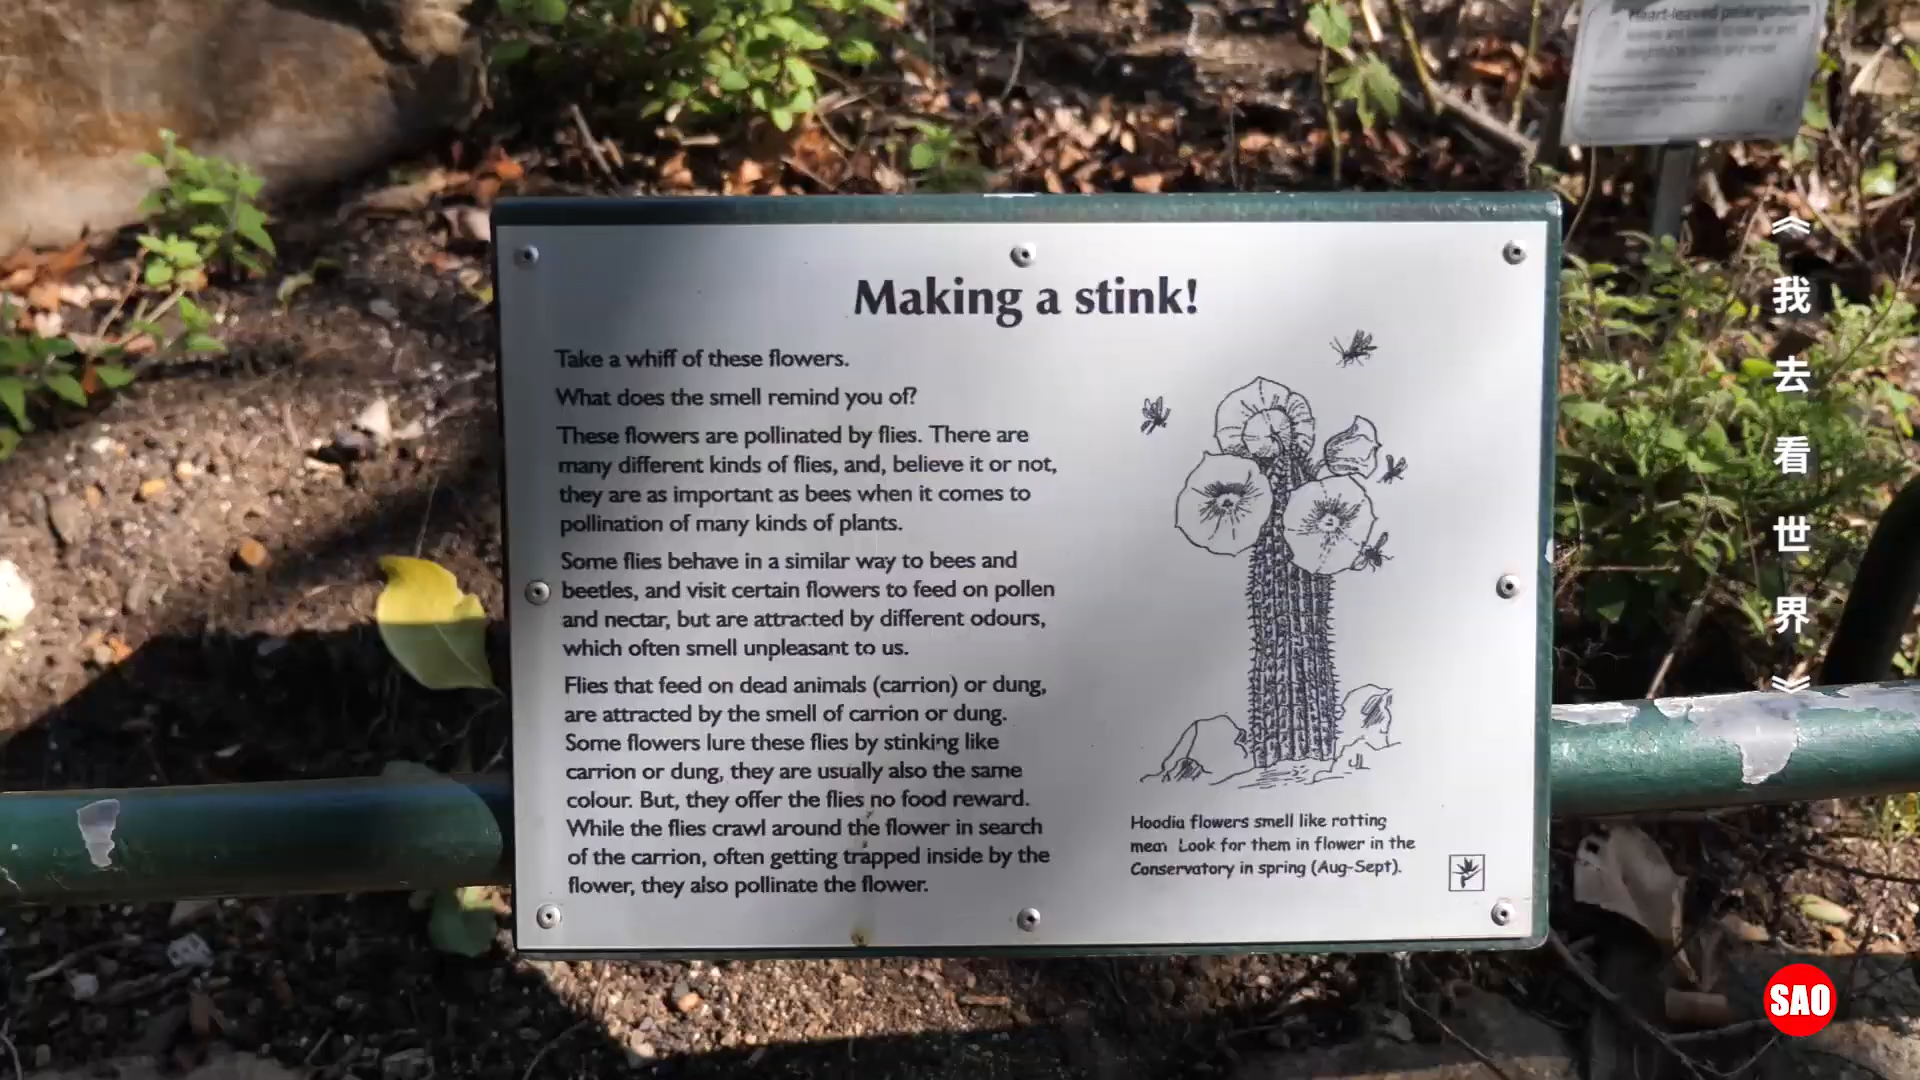 Making a stink!
Take a whiff of these flowers.
What does the smell remind you of?
These flowers are pollinated by flies. There are
many different kinds of flies, and, believe it or not,
they are as important as bees when it comes to
pollination of many kinds of plants.
Some flies behave in a similar way to bees and
beetles, and visit certain flowers to feed on pollen
and nectar, but are attracted by different odours,
which often smell unpleasant to us.
Flies that feed on dead animals (carrion) or dung,
are attracted by the smell of carrion or dung.
Some flowers lure these flies by stinking like
carrion or dung, they are usually also the same
colour. But, they offer the flies no food reward.
While the flies crawl around the flower in search
of the carrion, often getting trapped inside by the
flower, they also pollinate the flower.
Hoodia flowers smell like rotting
Look for them in flower in the
Conservatory in spring (Aug-Sept).
Heart-leaved pelargonium
《我去看世界》
SAO